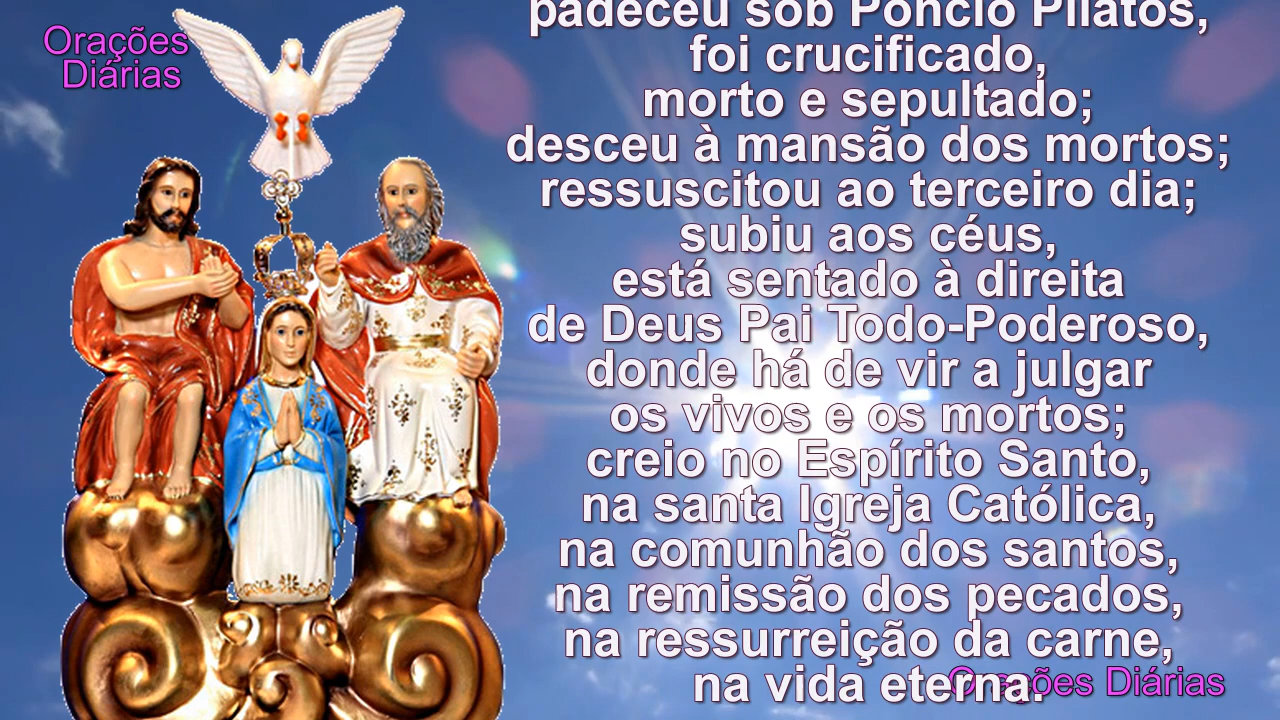 Orações
Diárias
padeceu sob Pôncio Pilatos,
foi crucificado,
morto e sepultado;
desceu à mansão dos mortos;
ressuscitou ao terceiro dia;
subiu aos céus,
está sentado à direita
de Deus Pai Todo-Poderoso,
donde há de vir a julgar
os vivos e os mortos;
creio no Espírito Santo,
na santa Igreja Católica,
na comunhão dos santos,
na remissão dos pecados,
na ressurreição da carne,
na vida eterna.
Orações Diárias